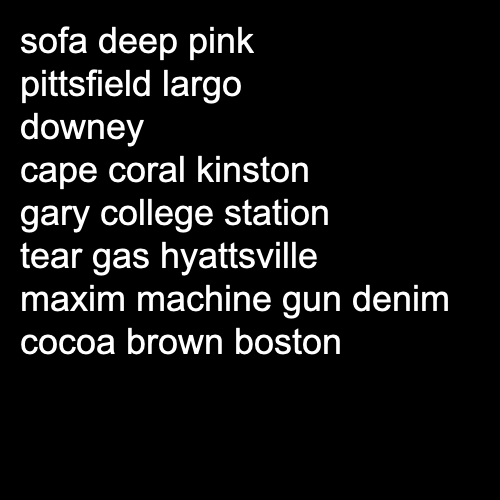 sofa deep pink
pittsfield largo
downey
cape coral kinston
gary college station
tear gas hyattsville
maxim machine gun denim
cocoa brown boston